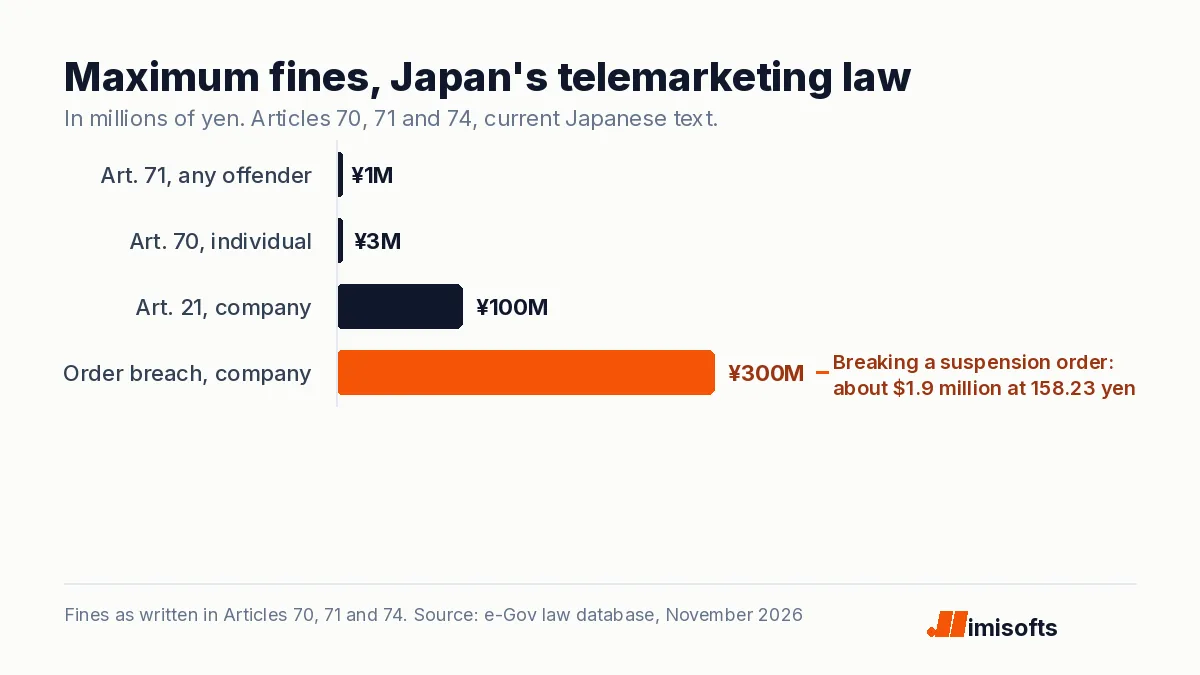 Maximum fines, Japan's telemarketing law
In millions of yen. Articles 70, 71 and 74, current Japanese text.
Art. 71, any offender ¥1M
Art. 70, individual ¥3M
Art. 21, company ¥100M
Order breach, company ¥300M
Breaking a suspension order:
about $1.9 million at 158.23 yen
Fines as written in Articles 70, 71 and 74. Source: e-Gov law database, November 2026
imisofts